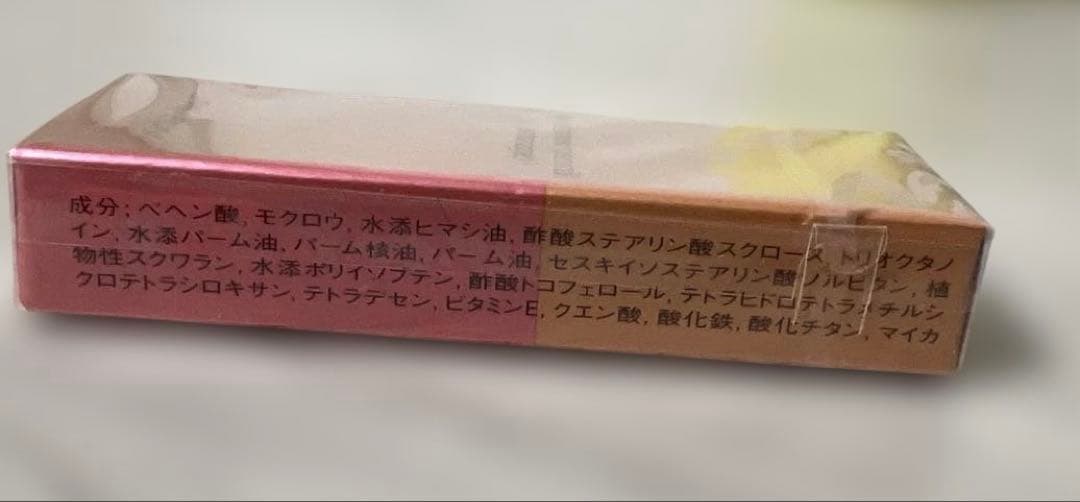 成分;ベヘン酸, モクロウ, 水添ヒマシ油, 酢酸ステアリン酸スクロース, トリオクタノ
イン, 水添パーム油, パーム核油, パーム油, セスキイソステアリン酸ソルビタン, 植
物性スクワラン, 水添ポリイソブテン, 酢酸トコフェロール, テトラヒドロテトラメチルシ
クロテトラシロキサン, テトラデセン, ビタミンE, クエン酸, 酸化鉄, 酸化チタン, マイカ